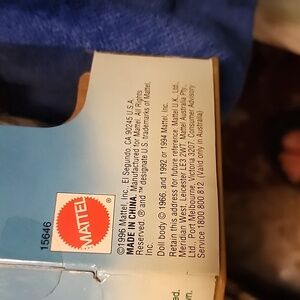 15646
MATTEL
©1996 Mattel, Inc., El Segundo, CA 90245 U.S.A.
MADE IN CHINA. Manufactured for Mattel. All Rights
Reserved. ® and ™ designate U.S. trademarks of Mattel,
Inc.
Doll body © 1966, and 1992 or 1994 Mattel, Inc.
Retain this address for future reference: Mattel U.K., Ltd.,
Meridian West, Leicester LE3 2WT. Mattel Australia Pty.,
Ltd. Port Melbourne, Victoria 3207. Consumer Advisory
Service 1800 800 812. (Valid only in Australia)